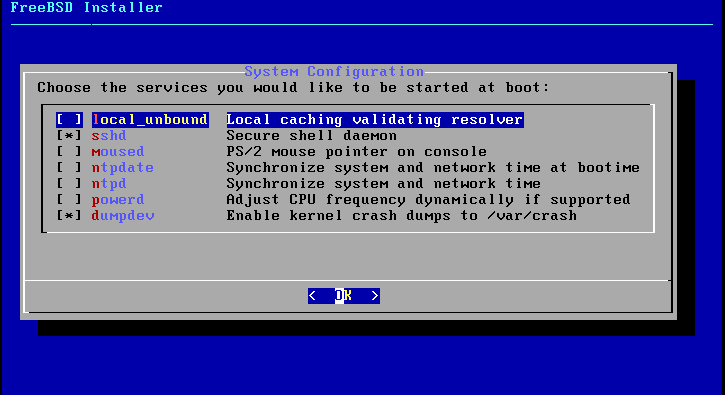 FreeBSD Installer
System Configuration
Choose the services you would like to be started at boot:
[ ] local_unbound Local caching validating resolver
[*] sshd Secure shell daemon
[ ] moused PS/2 mouse pointer on console
[ ] ntpdate Synchronize system and network time at bootime
[ ] ntpd Synchronize system and network time
[ ] powerd Adjust CPU frequency dynamically if supported
[*] dumpdev Enable kernel crash dumps to /var/crash
< OK >